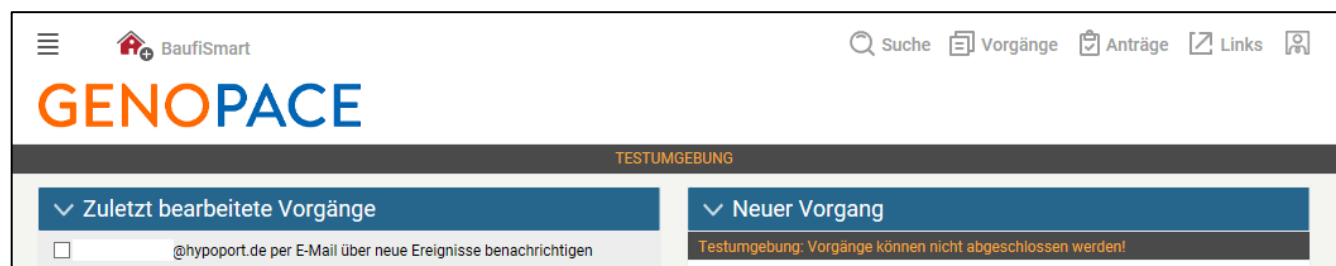 BaufiSmart Suche Vorgänge Anträge Links
GENOPACE
TESTUMGEBUNG
Zuletzt bearbeitete Vorgänge
@hypoport.de per E-Mail über neue Ereignisse benachrichtigen
Neuer Vorgang
Testumgebung: Vorgänge können nicht abgeschlossen werden!